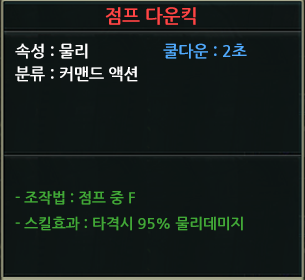 점프 다운킥
속성 : 물리 쿨다운 : 2초
분류 : 커맨드 액션
- 조작법 : 점프 중 F
- 스킬효과 : 타격시 95% 물리데미지